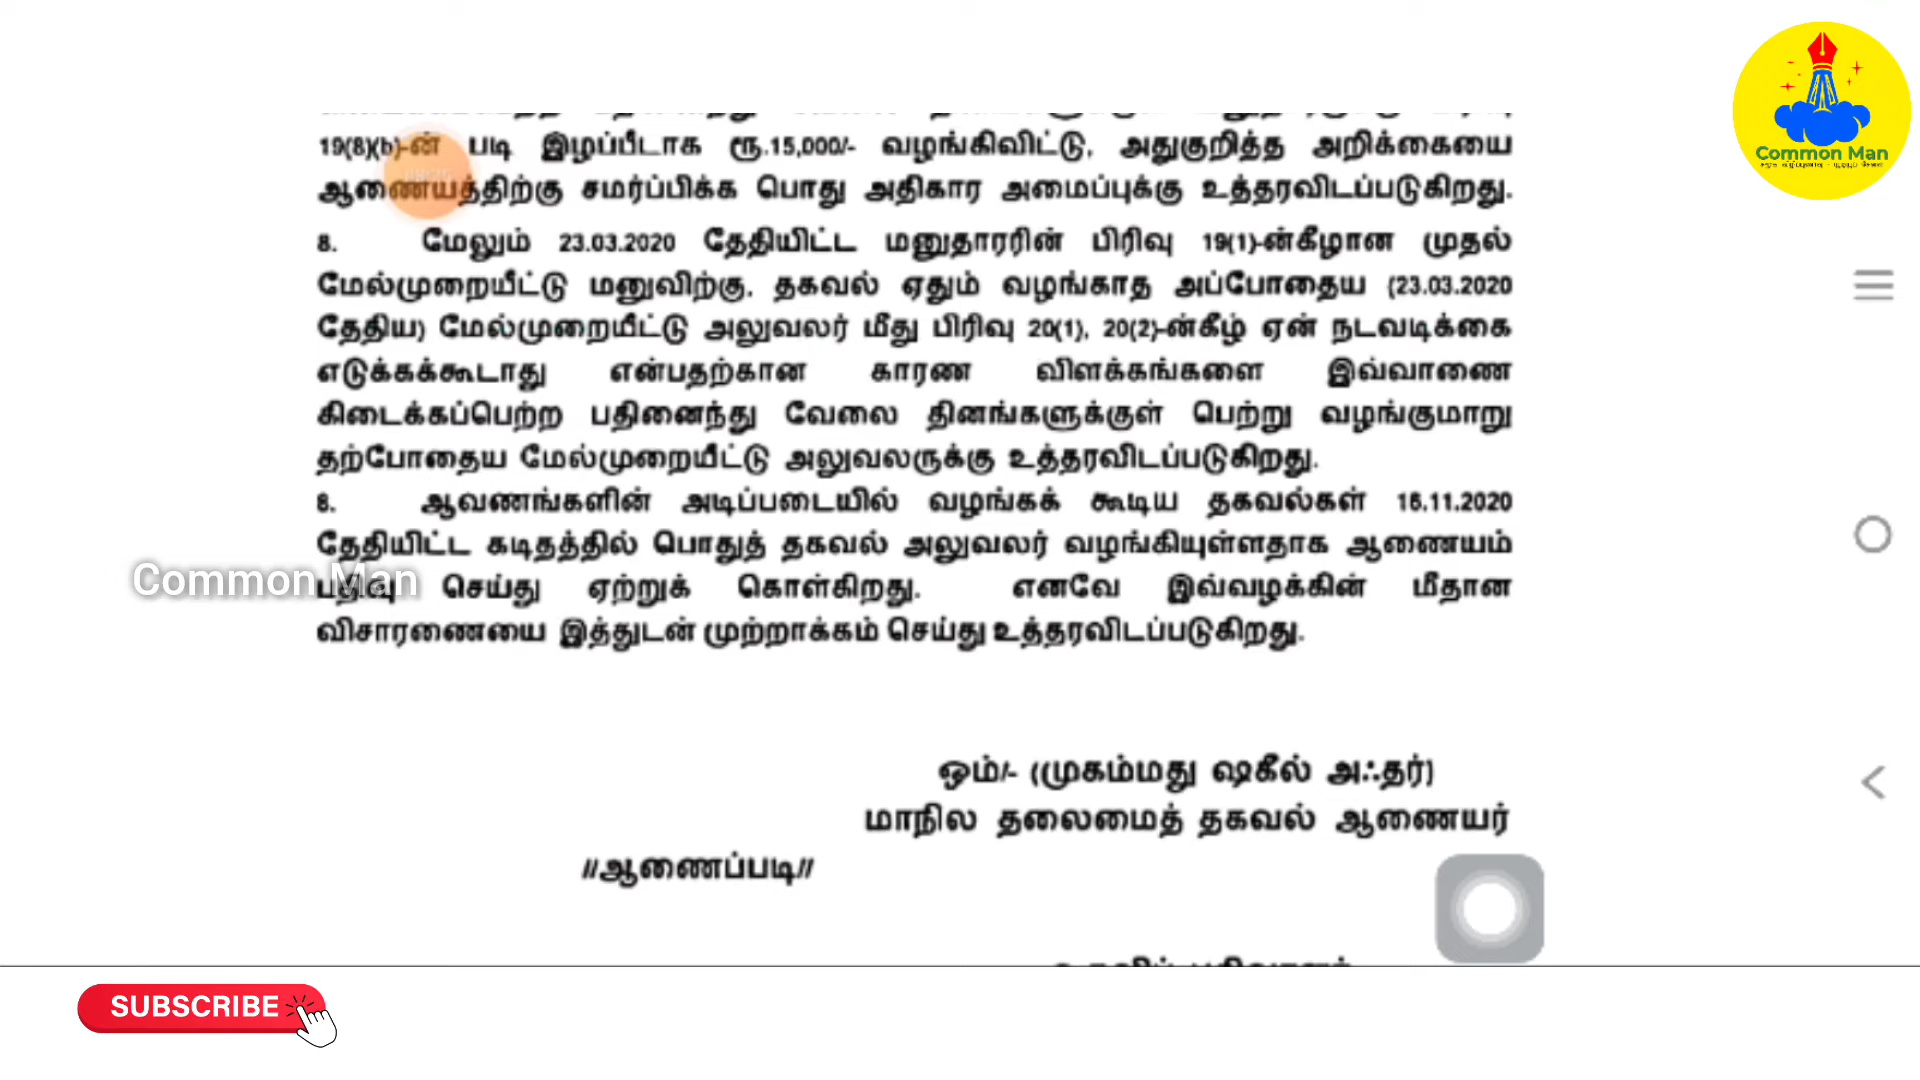 19(8)(b)-ன் படி இழப்பீடாக ரூ.15,000/- வழங்கிவிட்டு, அதுகுறித்த அறிக்கையை
ஆணையத்திற்கு சமர்ப்பிக்க பொது அதிகார அமைப்புக்கு உத்தரவிடப்படுகிறது.
8. மேலும் 23.03.2020 தேதியிட்ட மனுதாரரின் பிரிவு 19(1)-ன்கீழான முதல்
மேல்முறையீட்டு மனுவிற்கு, தகவல் ஏதும் வழங்காத அப்போதைய (23.03.2020
தேதிய) மேல்முறையீட்டு அலுவலர் மீது பிரிவு 20(1), 20(2)-ன்கீழ் ஏன் நடவடிக்கை
எடுக்கக்கூடாது என்பதற்கான காரண விளக்கங்களை இவ்வாணை
கிடைக்கப்பெற்ற பதினைந்து வேலை தினங்களுக்குள் பெற்று வழங்குமாறு
தற்போதைய மேல்முறையீட்டு அலுவலருக்கு உத்தரவிடப்படுகிறது.
8. ஆவணங்களின் அடிப்படையில் வழங்கக் கூடிய தகவல்கள் 16.11.2020
தேதியிட்ட கடிதத்தில் பொதுத் தகவல் அலுவலர் வழங்கியுள்ளதாக ஆணையம்
பதிவு செய்து ஏற்றுக் கொள்கிறது. எனவே இவ்வழக்கின் மீதான
விசாரணையை இத்துடன் முற்றாக்கம் செய்து உத்தரவிடப்படுகிறது.
ஒம்/- (முகம்மது ஷகீல் அஃதர்)
மாநில தலைமைத் தகவல் ஆணையர்
//ஆணைப்படி//
Common Man
Common Man
SUBSCRIBE